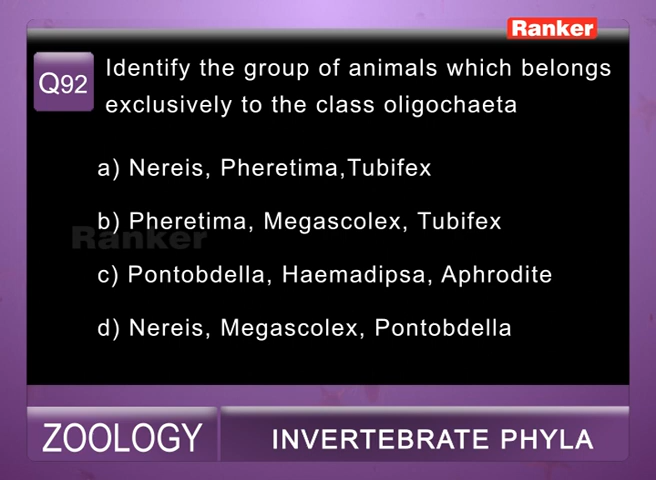 Ranker
Q92
Identify the group of animals which belongs
exclusively to the class oligochaeta
a) Nereis, Pheretima,Tubifex
b) Pheretima, Megascolex, Tubifex
Ranker
c) Pontobdella, Haemadipsa, Aphrodite
d) Nereis, Megascolex, Pontobdella
ZOOLOGY
INVERTEBRATE PHYLA